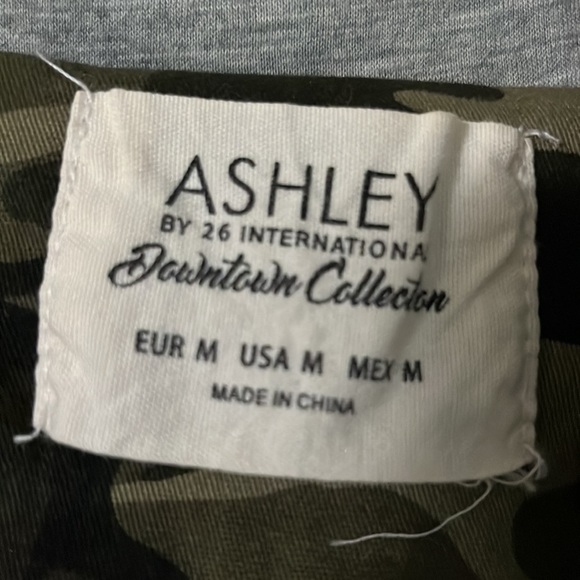 ASHLEY
BY 26 INTERNATIONA
Downtown Collecton
EUR M USA M MEX M
MADE IN CHINA